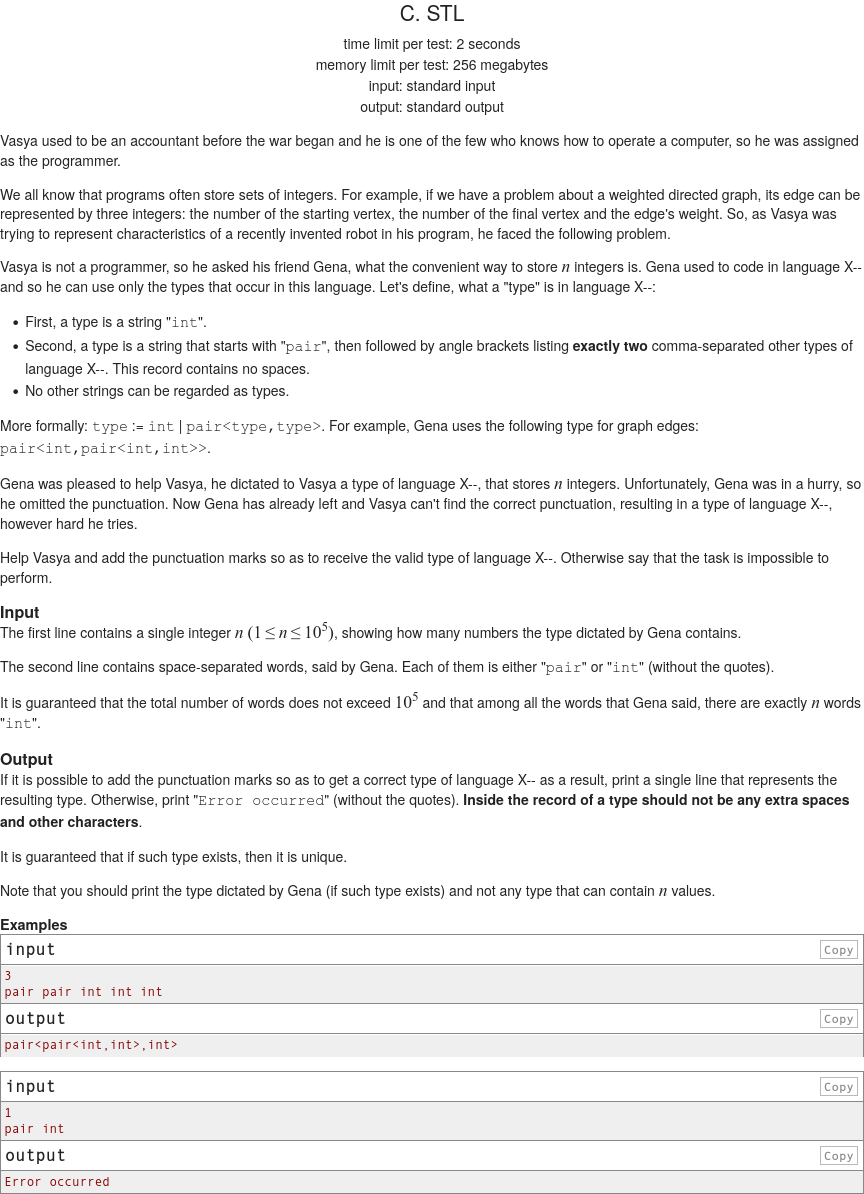 C. STL
time limit per test: 2 seconds
memory limit per test: 256 megabytes
input: standard input
output: standard output
Vasya used to be an accountant before the war began and he is one of the few who knows how to operate a computer, so he was assigned
as the programmer.
We all know that programs often store sets of integers. For example, if we have a problem about a weighted directed graph, its edge can be
represented by three integers: the number of the starting vertex, the number of the final vertex and the edge's weight. So, as Vasya was
trying to represent characteristics of a recently invented robot in his program, he faced the following problem.
Vasya is not a programmer, so he asked his friend Gena, what the convenient way to store n integers is. Gena used to code in language X--
and so he can use only the types that occur in this language. Let's define, what a "type" is in language X--:
• First, a type is a string "int".
• Second, a type is a string that starts with "pair", then followed by angle brackets listing exactly two comma-separated other types of
language X--. This record contains no spaces.
• No other strings can be regarded as types.
More formally: type := int | pair<type,type>. For example, Gena uses the following type for graph edges:
pair<int,pair<int,int>>.
Gena was pleased to help Vasya, he dictated to Vasya a type of language X--, that stores n integers. Unfortunately, Gena was in a hurry, so
he omitted the punctuation. Now Gena has already left and Vasya can't find the correct punctuation, resulting in a type of language X--,
however hard he tries.
Help Vasya and add the punctuation marks so as to receive the valid type of language X--. Otherwise say that the task is impossible to
perform.
Input
The first line contains a single integer n (1 ≤ n ≤ 10^5), showing how many numbers the type dictated by Gena contains.
The second line contains space-separated words, said by Gena. Each of them is either "pair" or "int" (without the quotes).
It is guaranteed that the total number of words does not exceed 10^5 and that among all the words that Gena said, there are exactly n words
"int".
Output
If it is possible to add the punctuation marks so as to get a correct type of language X-- as a result, print a single line that represents the
resulting type. Otherwise, print "Error occurred" (without the quotes). Inside the record of a type should not be any extra spaces
and other characters.
It is guaranteed that if such type exists, then it is unique.
Note that you should print the type dictated by Gena (if such type exists) and not any type that can contain n values.
Examples
input Copy
3
pair pair int int int
output Copy
pair<pair<int,int>,int>
input Copy
1
pair int
output Copy
Error occurred